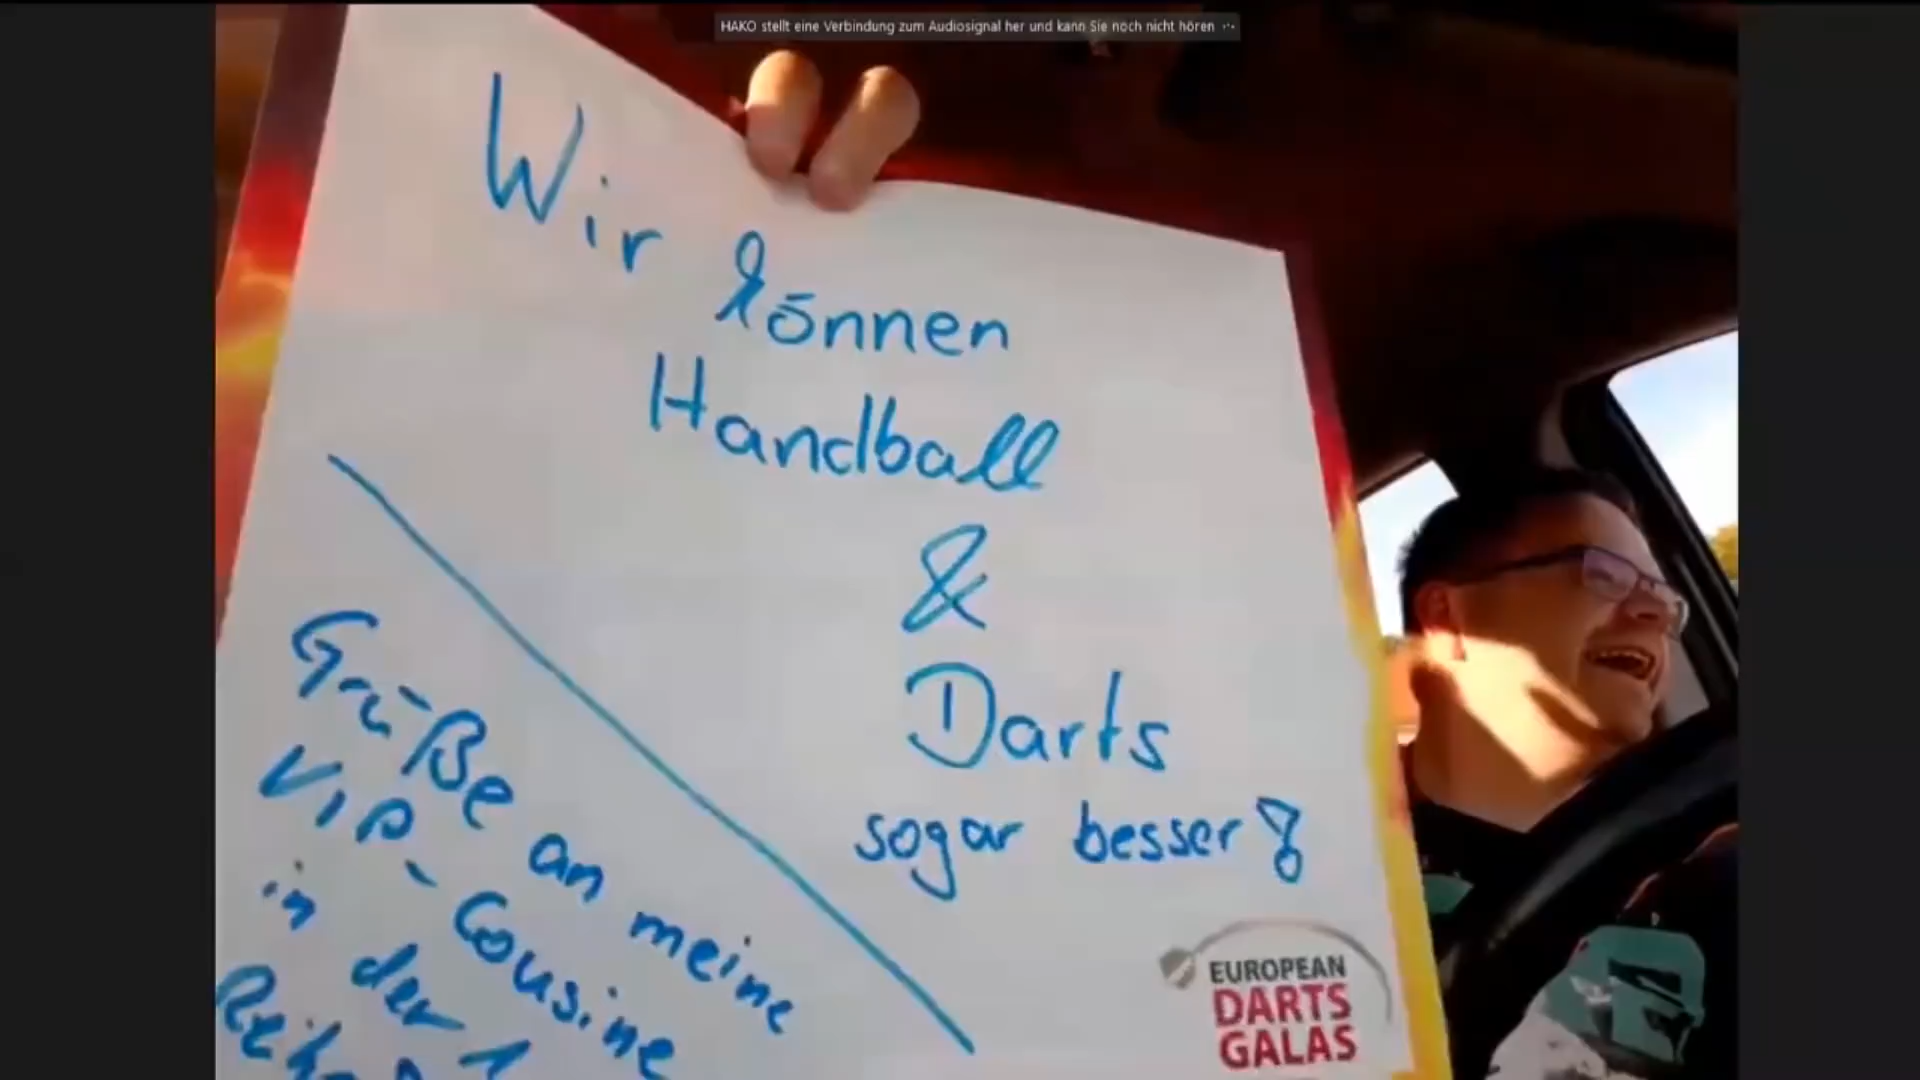 HAKO stellt eine Verbindung zum Audiosignal her und kann Sie noch nicht hören ...
Wir können
Handball
&
Darts
sogar besser!
Grüße an meine
VIP-Cousine
in der 1
EUROPEAN
DARTS
GALAS